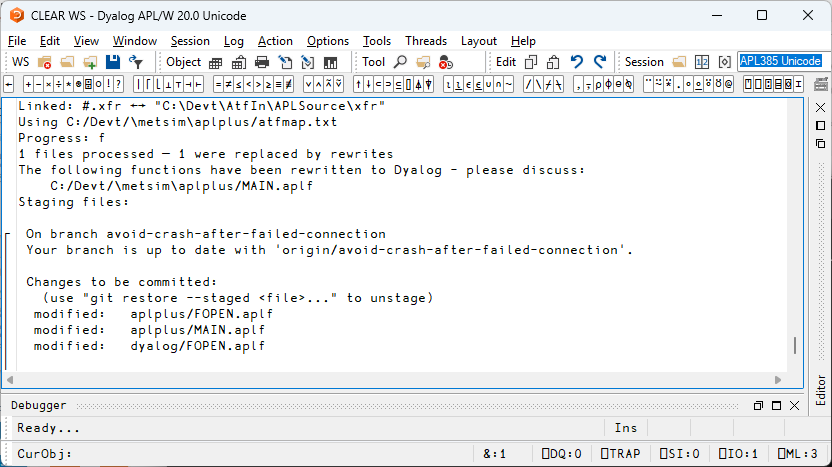 CLEAR WS - Dyalog APL/W 20.0 Unicode
File Edit View Window Session Log Action Options Tools Threads Layout Help
WS Object Tool Edit Session APL385 Unicode
← + - × ÷ * ⍟ ⌹ ○ ! ? | ⌈ ⌊ ⊥ ⊤ ⊣ ⊢ = ≠ ≤ < > ≥ ≡ ≢ ∨ ∧ ⍱ ⍲ ↑ ↓ ⊂ ⊃ ⊆ ⌷ ⍋ ⍒ ⍳ ⍸ ∊ ⍷ ∪ ∩ ~ / \ ⌿ ⍀ , ⍪ ⍴ ⌽ ⊖ ⍉ ¨ ⍨ ⍣ . ∘ ⍤ ⍥ @
Linked: #.xfr ←→ "C:\Devt\AtfIn\APLSource\xfr"
Using C:/Devt/\metsim\aplplus/atfmap.txt
Progress: f
1 files processed — 1 were replaced by rewrites
The following functions have been rewritten to Dyalog - please discuss:
C:/Devt/\metsim\aplplus/MAIN.aplf
Staging files:
On branch avoid-crash-after-failed-connection
Your branch is up to date with 'origin/avoid-crash-after-failed-connection'.
Changes to be committed:
(use "git restore --staged <file>..." to unstage)
modified: aplplus/FOPEN.aplf
modified: aplplus/MAIN.aplf
modified: dyalog/FOPEN.aplf
Editor
Debugger
Ready... Ins
CurObj: &:1 ⎕DQ:0 ⎕TRAP ⎕SI:0 ⎕IO:1 ⎕ML:3